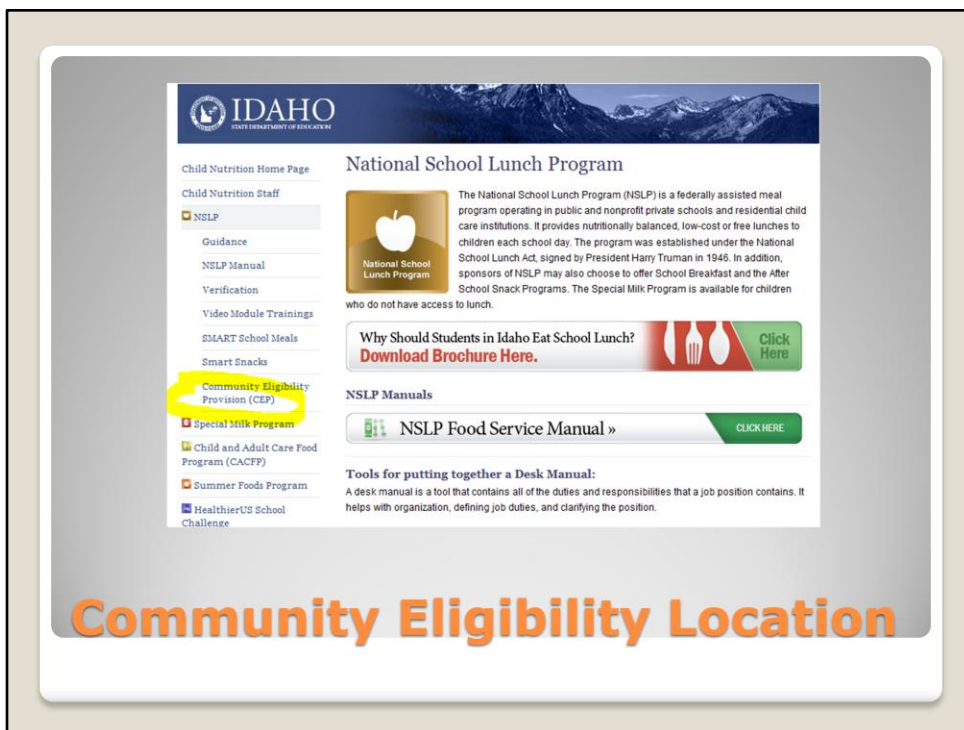 IDAHO
STATE DEPARTMENT OF EDUCATION
Child Nutrition Home Page
Child Nutrition Staff
NSLP
Guidance
NSLP Manual
Verification
Video Module Trainings
SMART School Meals
Smart Snacks
Community Eligibility
Provision (CEP)
Special Milk Program
Child and Adult Care Food
Program (CACFP)
Summer Foods Program
HealthierUS School
Challenge
National School Lunch Program
National School
Lunch Program
The National School Lunch Program (NSLP) is a federally assisted meal
program operating in public and nonprofit private schools and residential child
care institutions. It provides nutritionally balanced, low-cost or free lunches to
children each school day. The program was established under the National
School Lunch Act, signed by President Harry Truman in 1946. In addition,
sponsors of NSLP may also choose to offer School Breakfast and the After
School Snack Programs. The Special Milk Program is available for children
who do not have access to lunch.
Why Should Students in Idaho Eat School Lunch?
Download Brochure Here.
Click
Here
NSLP Manuals
NSLP Food Service Manual »
CLICK HERE
Tools for putting together a Desk Manual:
A desk manual is a tool that contains all of the duties and responsibilities that a job position contains. It
helps with organization, defining job duties, and clarifying the position.
Community Eligibility Location